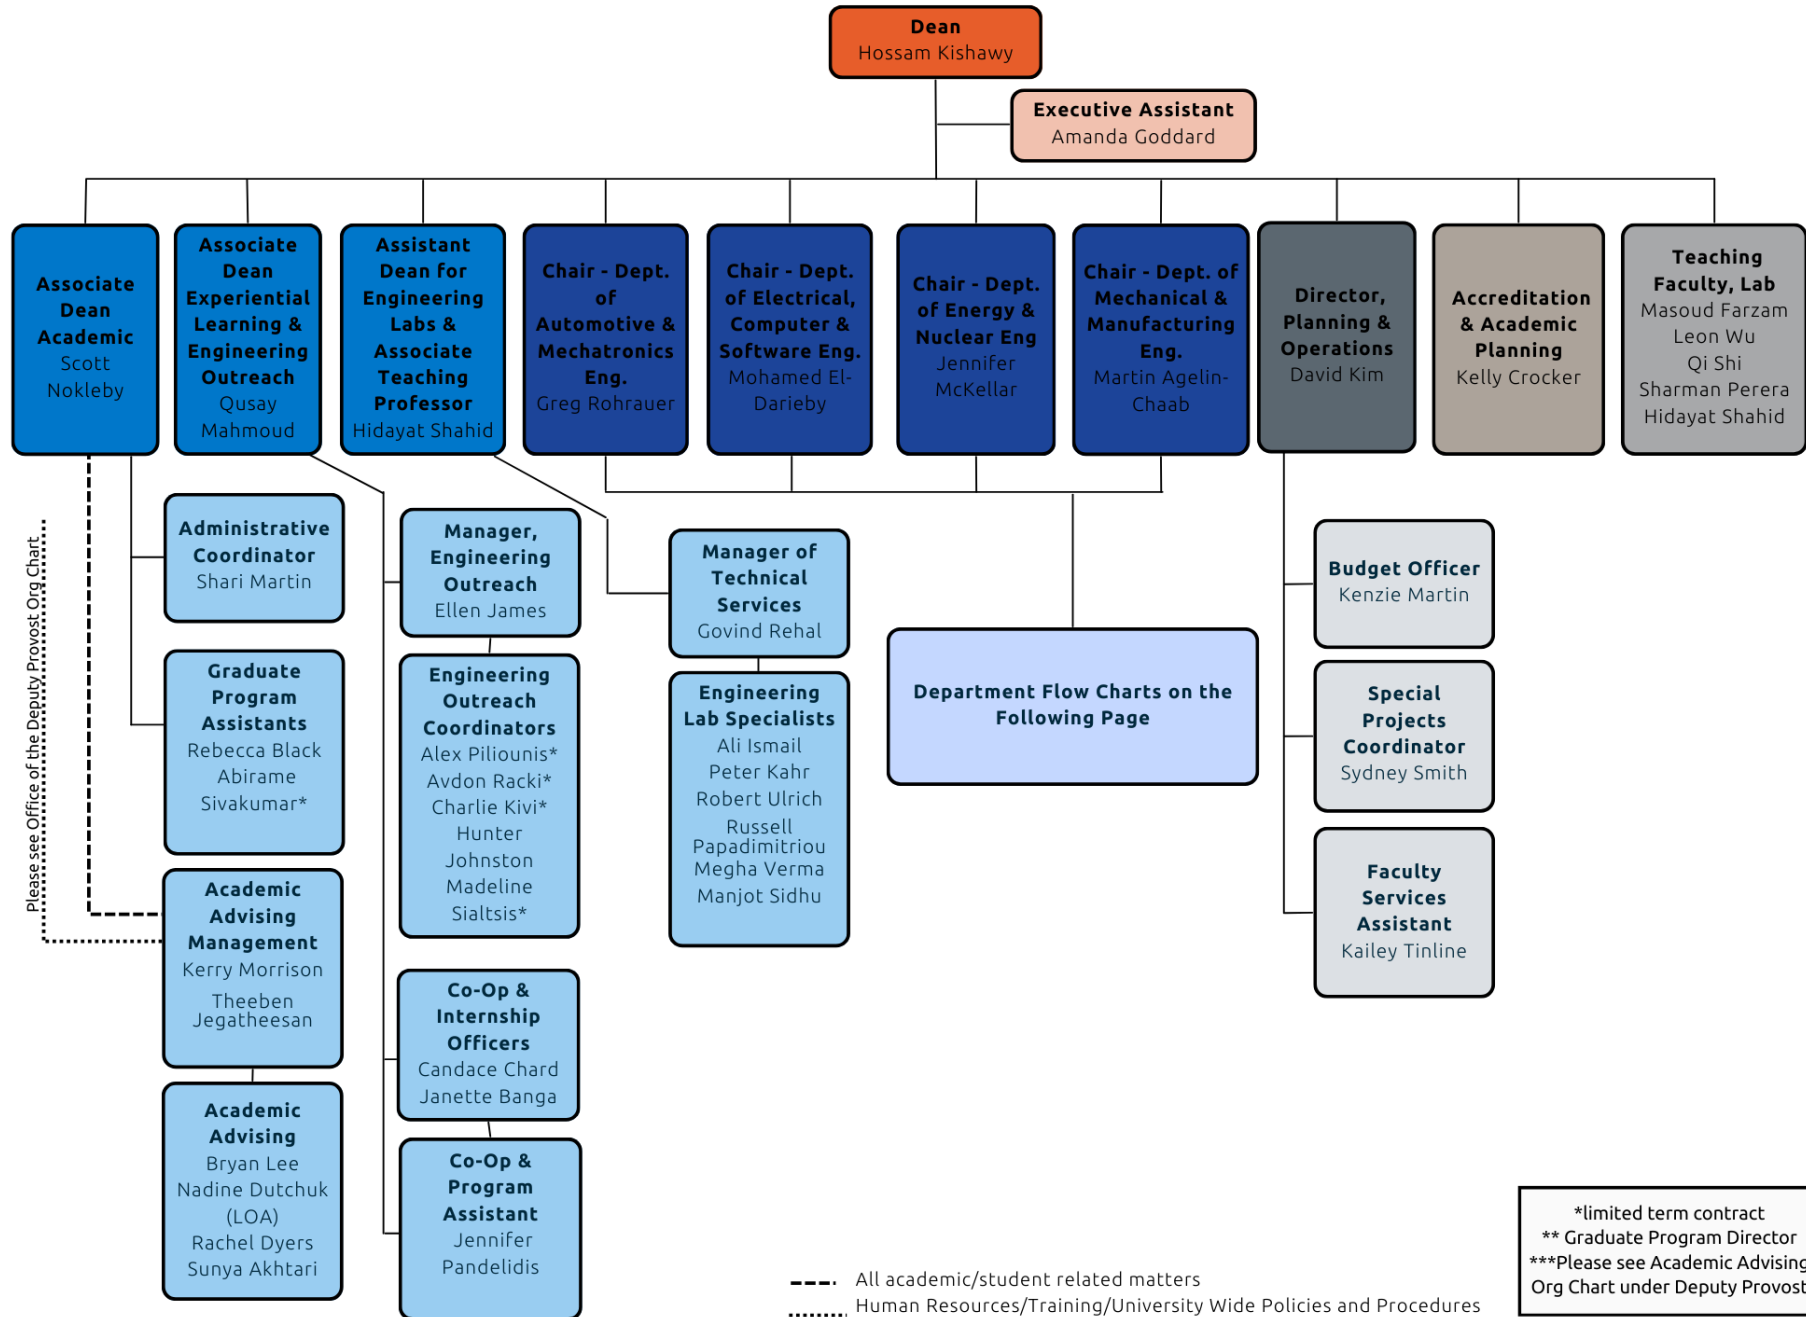 Dean
Hossam Kishawy
Executive Assistant
Amanda Goddard
Associate
Dean
Academic
Scott
Nokleby
Associate
Dean
Experiential
Learning &
Engineering
Outreach
Qusay
Mahmoud
Assistant
Dean for
Engineering
Labs &
Associate
Teaching
Professor
Hidayat Shahid
Chair - Dept.
of
Automotive &
Mechatronics
Eng.
Greg Rohrauer
Chair - Dept.
of Electrical,
Computer &
Software Eng.
Mohamed El-
Darieby
Chair - Dept.
of Energy &
Nuclear Eng
Jennifer
McKellar
Chair - Dept. of
Mechanical &
Manufacturing
Eng.
Martin Agelin-
Chaab
Director,
Planning &
Operations
David Kim
Accreditation
& Academic
Planning
Kelly Crocker
Teaching
Faculty, Lab
Masoud Farzam
Leon Wu
Qi Shi
Sharman Perera
Hidayat Shahid
Please see Office of the Deputy Provost Org Chart
Administrative
Coordinator
Shari Martin
Graduate
Program
Assistants
Rebecca Black
Abirame
Sivakumar*
Academic
Advising
Management
Kerry Morrison
Theeben
Jegatheesan
Academic
Advising
Bryan Lee
Nadine Dutchuk
(LOA)
Rachel Dyers
Sunya Akhtari
Manager,
Engineering
Outreach
Ellen James
Engineering
Outreach
Coordinators
Alex Piliounis*
Avdon Racki*
Charlie Kivi*
Hunter
Johnston
Madeline
Sialtsis*
Co-Op &
Internship
Officers
Candace Chard
Janette Banga
Co-Op &
Program
Assistant
Jennifer
Pandelidis
Manager of
Technical
Services
Govind Rehal
Engineering
Lab Specialists
Ali Ismail
Peter Kahr
Robert Ulrich
Russell
Papadimitriou
Megha Verma
Manjot Sidhu
Department Flow Charts on the
Following Page
Budget Officer
Kenzie Martin
Special
Projects
Coordinator
Sydney Smith
Faculty
Services
Assistant
Kailey Tinline
All academic/student related matters
Human Resources/Training/University Wide Policies and Procedures
*limited term contract
** Graduate Program Director
***Please see Academic Advising
Org Chart under Deputy Provost